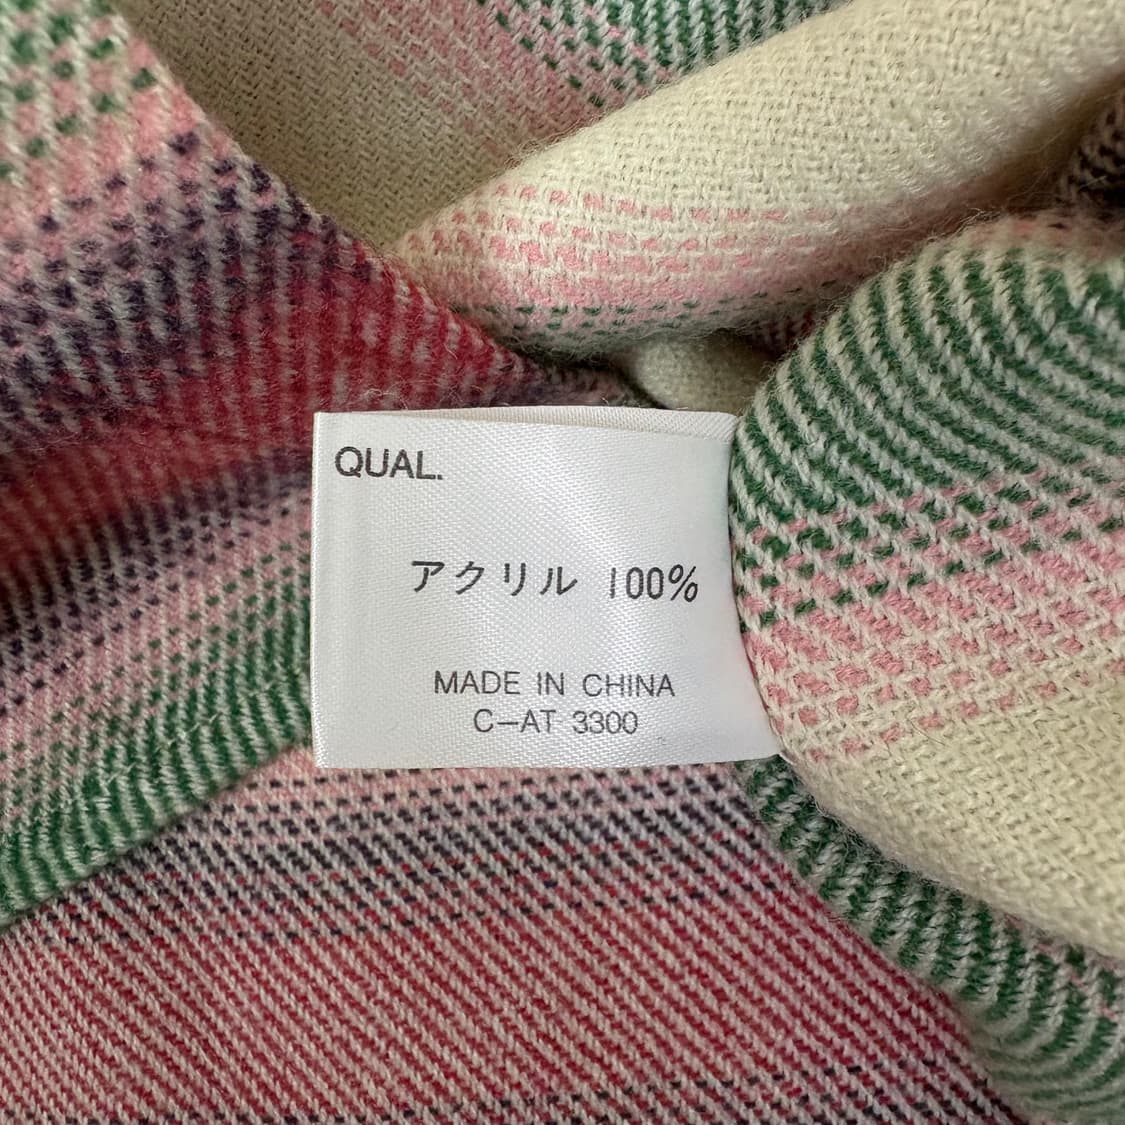 QUAL.
アクリル 100%
MADE IN CHINA
C-AT 3300